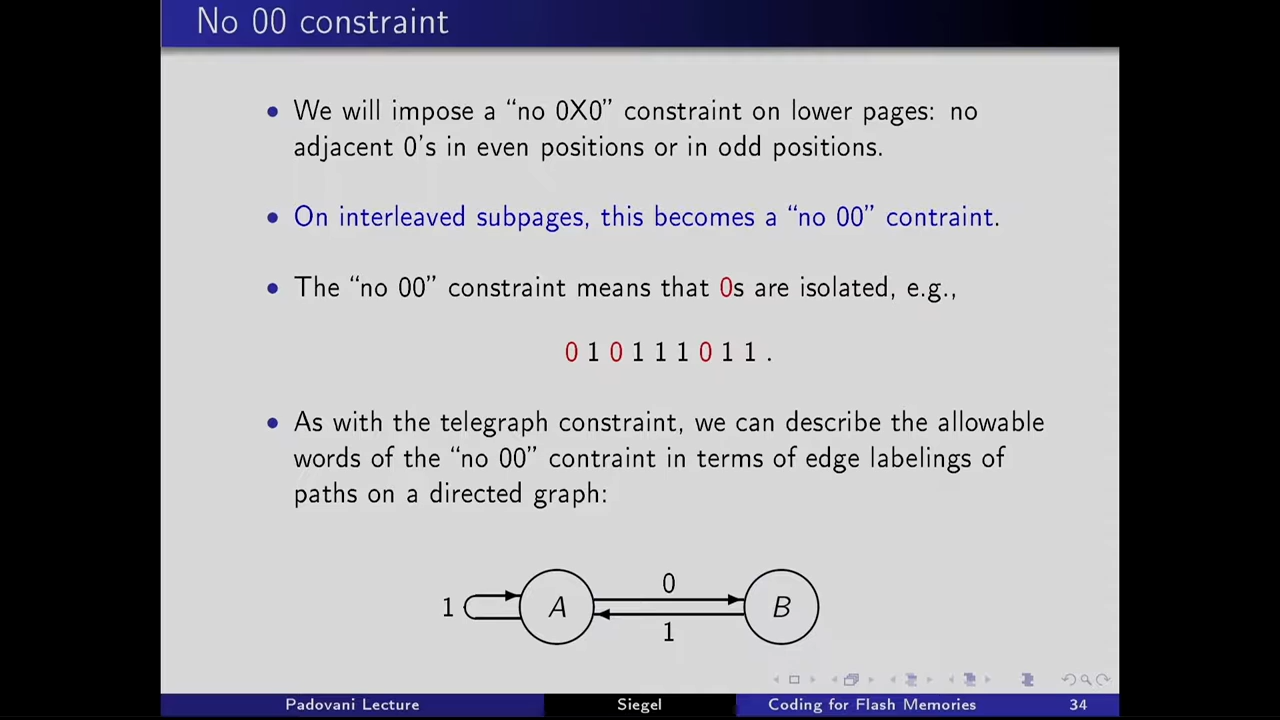 No 00 constraint
• We will impose a “no 0X0” constraint on lower pages: no
adjacent 0’s in even positions or in odd positions.
• On interleaved subpages, this becomes a “no 00” contraint.
• The “no 00” constraint means that 0s are isolated, e.g.,
0 1 0 1 1 1 0 1 1 .
• As with the telegraph constraint, we can describe the allowable
words of the “no 00” contraint in terms of edge labelings of
paths on a directed graph:
0
1 A B
1
Padovani Lecture Siegel Coding for Flash Memories 34